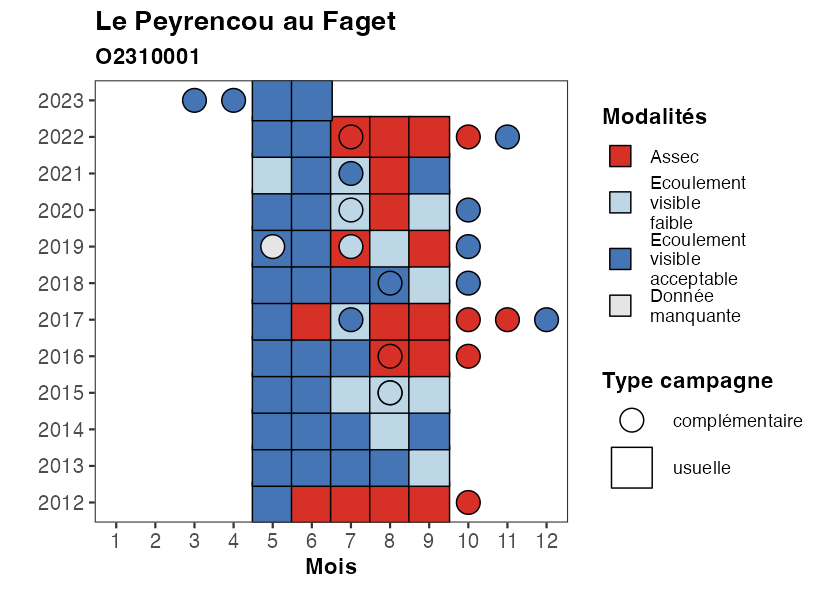 Le Peyrencou au Faget
O2310001
2023
2022
2021
2020
2019
2018
2017
2016
2015
2014
2013
2012
1 2 3 4 5 6 7 8 9 10 11 12
Mois
Modalités
Assec
Ecoulement
visible
faible
Ecoulement
visible
acceptable
Donnée
manquante
Type campagne
complémentaire
usuelle